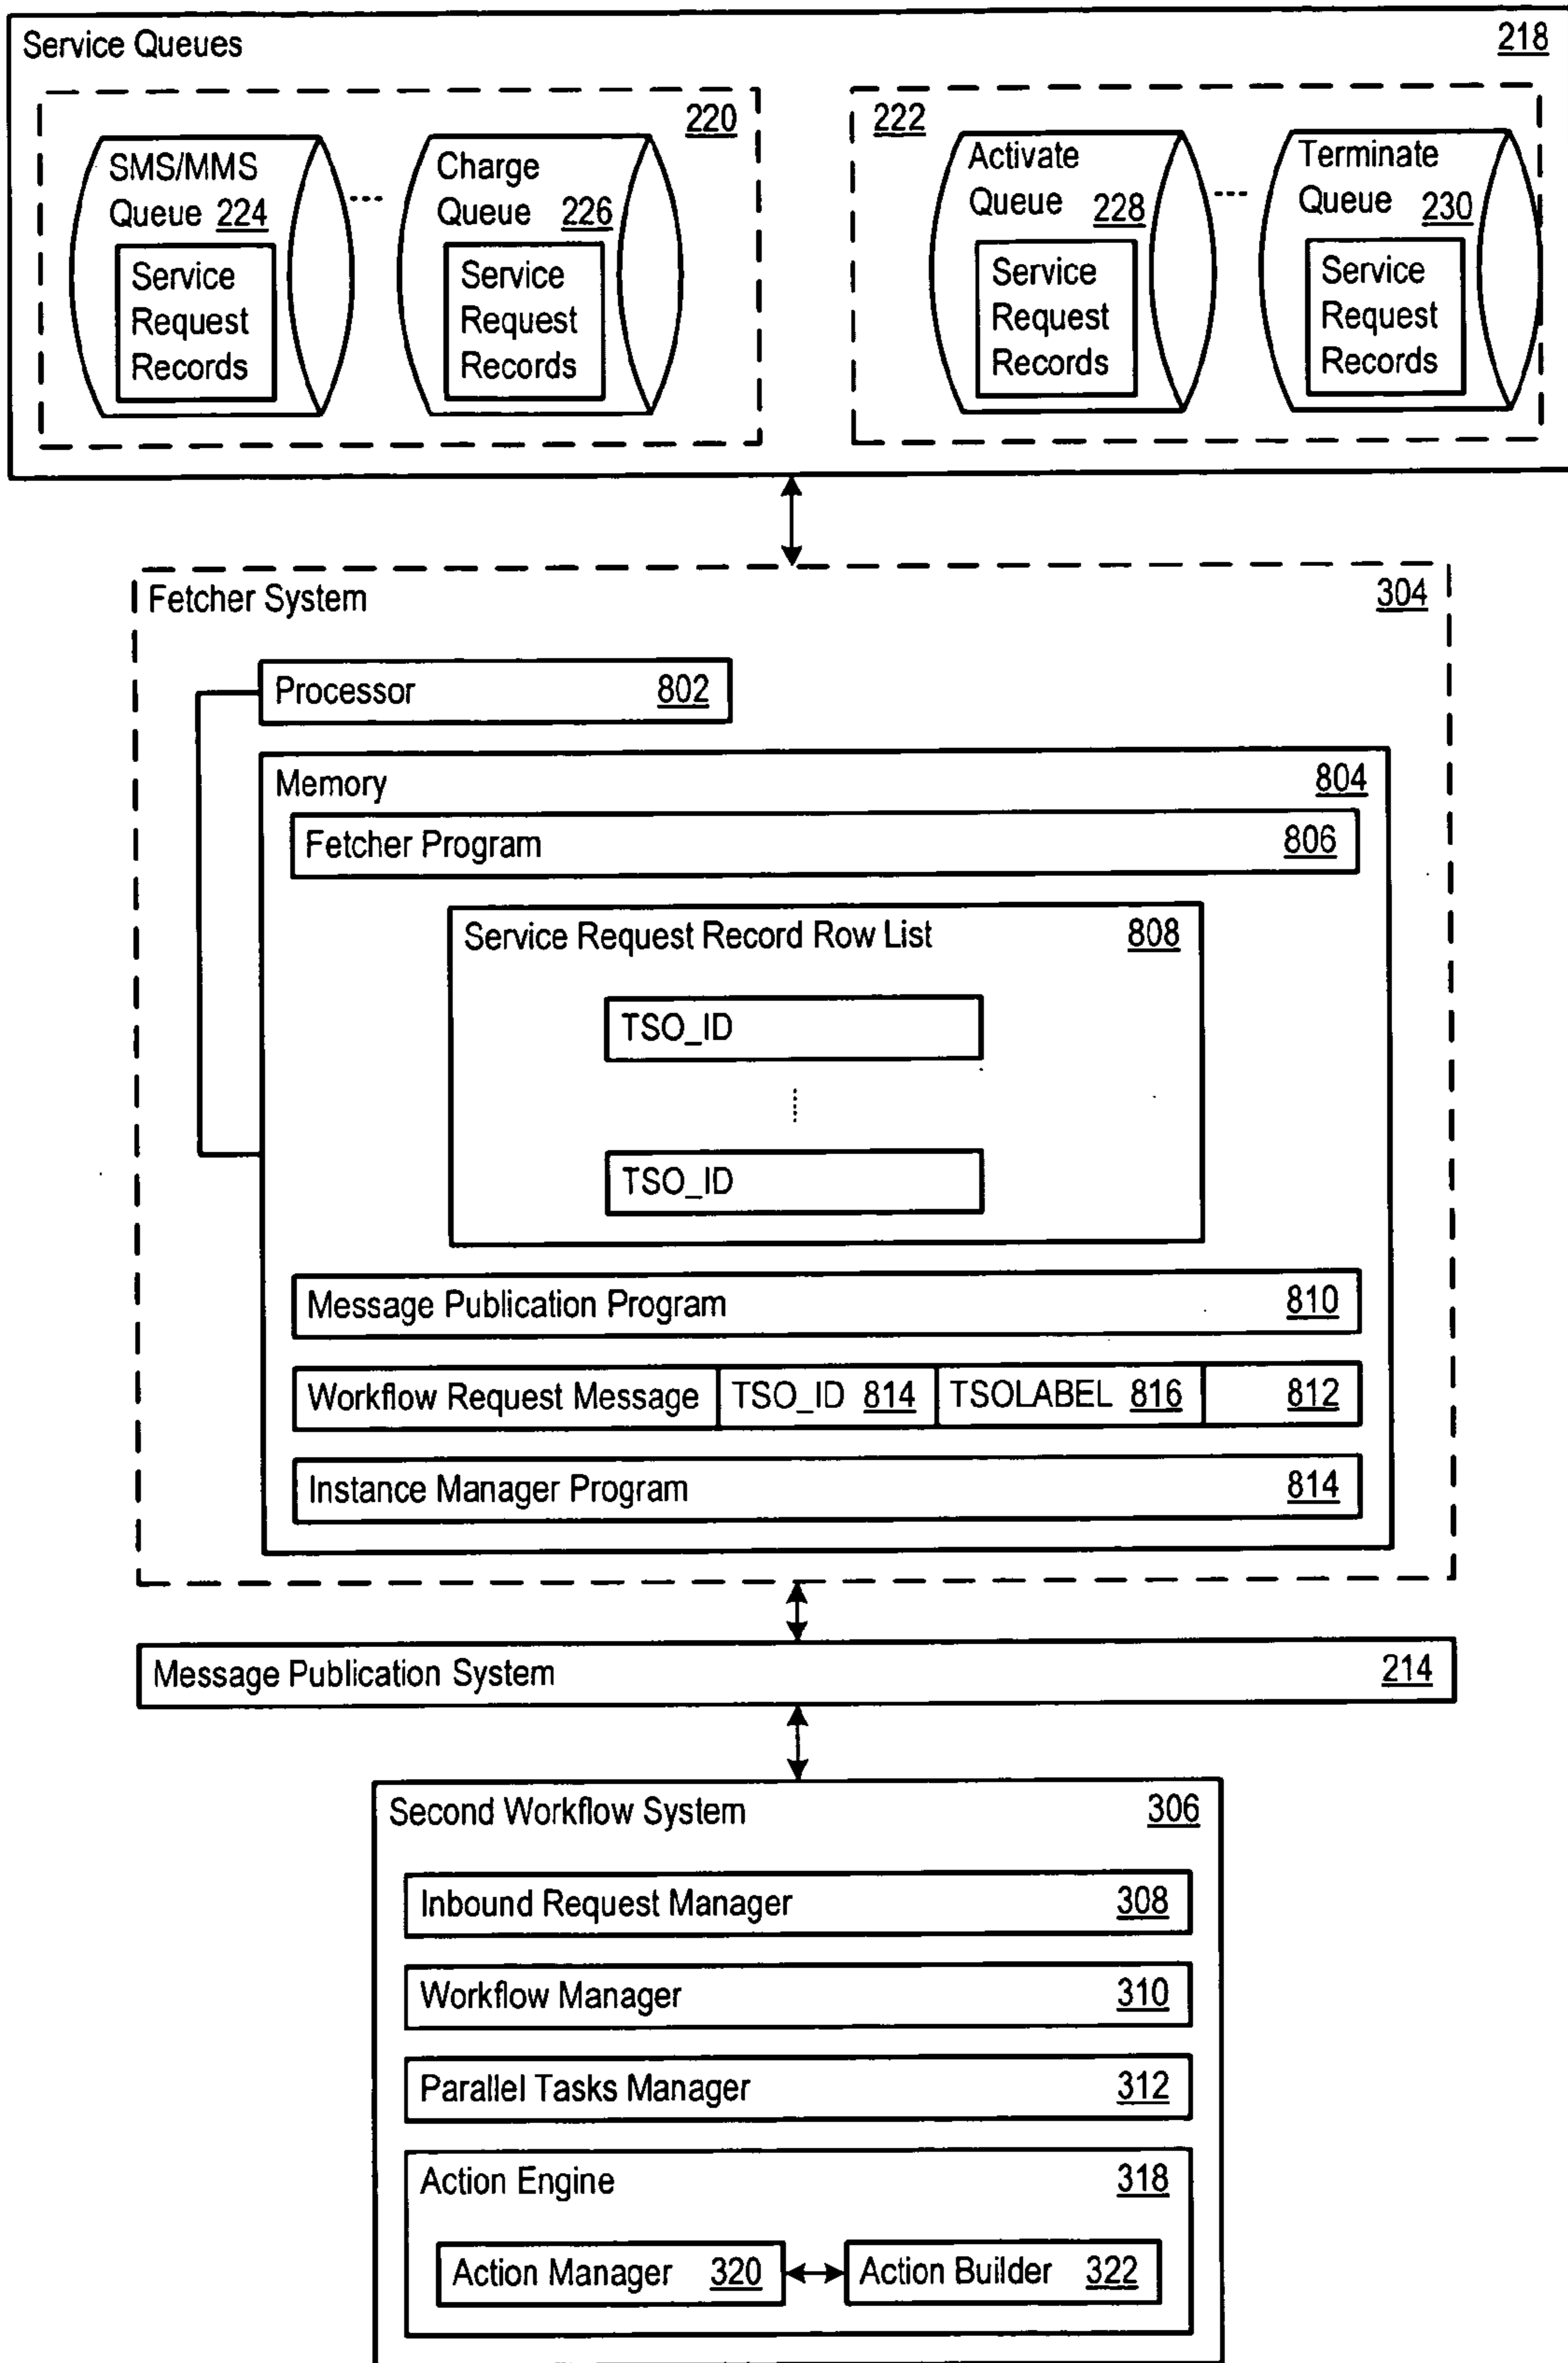 Service Queues 218
220
222
SMS/MMS
Queue 224
Service
Request
Records
...
Charge
Queue 226
Service
Request
Records
Activate
Queue 228
Service
Request
Records
...
Terminate
Queue 230
Service
Request
Records
Fetcher System 304
Processor 802
Memory 804
Fetcher Program 806
Service Request Record Row List 808
TSO_ID
TSO_ID
Message Publication Program 810
Workflow Request Message TSO_ID 814 TSOLABEL 816 812
Instance Manager Program 814
Message Publication System 214
Second Workflow System 306
Inbound Request Manager 308
Workflow Manager 310
Parallel Tasks Manager 312
Action Engine 318
Action Manager 320 Action Builder 322